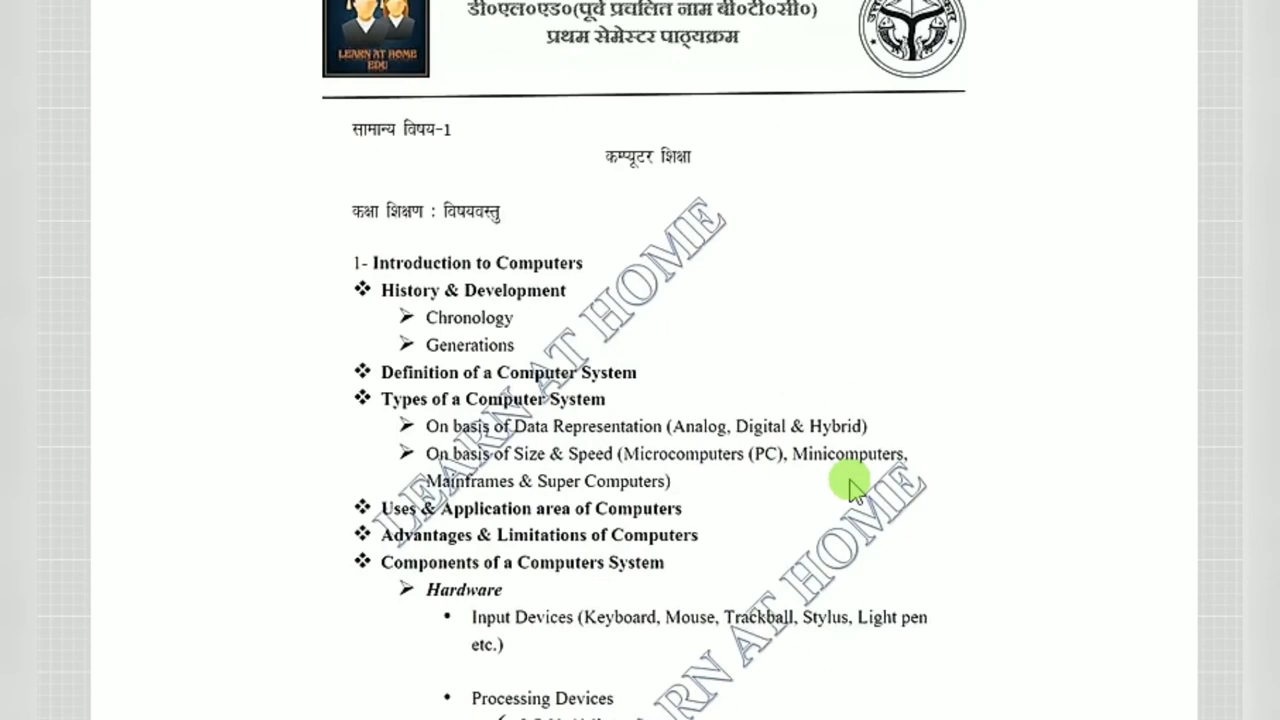 डी०एल०एड०(पूर्व प्रचलित नाम बी०टी०सी०)
प्रथम सेमेस्टर पाठ्यक्रम
LEARN AT HOME
EDU
सामान्य विषय-1
कम्प्यूटर शिक्षा
कक्षा शिक्षण : विषयवस्तु
1- Introduction to Computers
❖ History & Development
➢ Chronology
➢ Generations
❖ Definition of a Computer System
❖ Types of a Computer System
➢ On basis of Data Representation (Analog, Digital & Hybrid)
➢ On basis of Size & Speed (Microcomputers (PC), Minicomputers,
Mainframes & Super Computers)
❖ Uses & Application area of Computers
❖ Advantages & Limitations of Computers
❖ Components of a Computers System
➢ Hardware
• Input Devices (Keyboard, Mouse, Trackball, Stylus, Light pen
etc.)
• Processing Devices
LEARN AT HOME
RN AT HOME